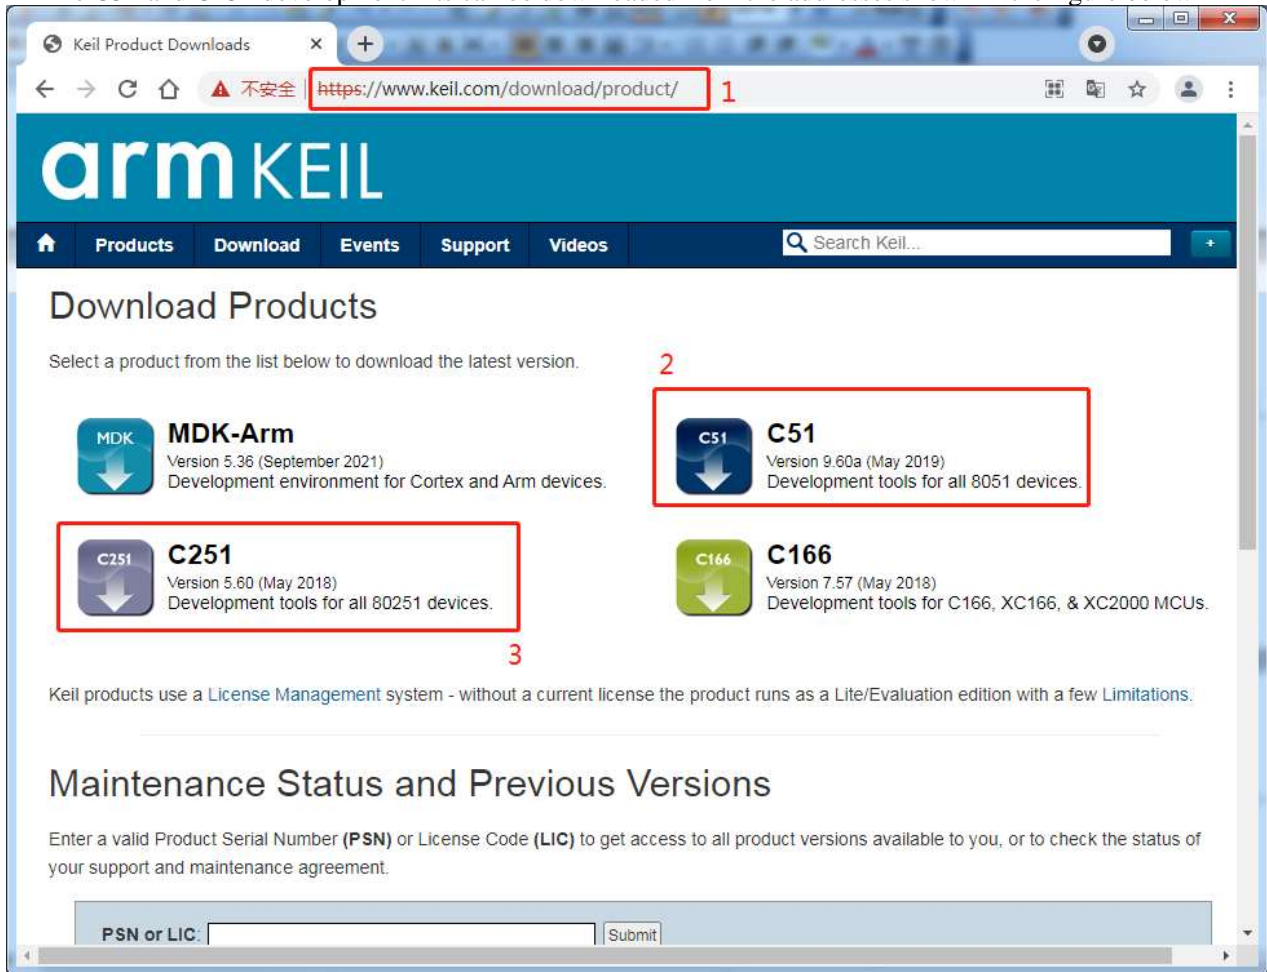 Keil Product Downloads
不安全 https://www.keil.com/download/product/ 1
arm KEIL
Products Download Events Support Videos Search Keil...
Download Products
Select a product from the list below to download the latest version.
2
MDK
MDK-Arm
Version 5.36 (September 2021)
Development environment for Cortex and Arm devices.
C51
C51
Version 9.60a (May 2019)
Development tools for all 8051 devices.
C251
C251
Version 5.60 (May 2018)
Development tools for all 80251 devices.
C166
C166
Version 7.57 (May 2018)
Development tools for C166, XC166, & XC2000 MCUs.
3
Keil products use a License Management system - without a current license the product runs as a Lite/Evaluation edition with a few Limitations.
Maintenance Status and Previous Versions
Enter a valid Product Serial Number (PSN) or License Code (LIC) to get access to all product versions available to you, or to check the status of
your support and maintenance agreement.
PSN or LIC: Submit